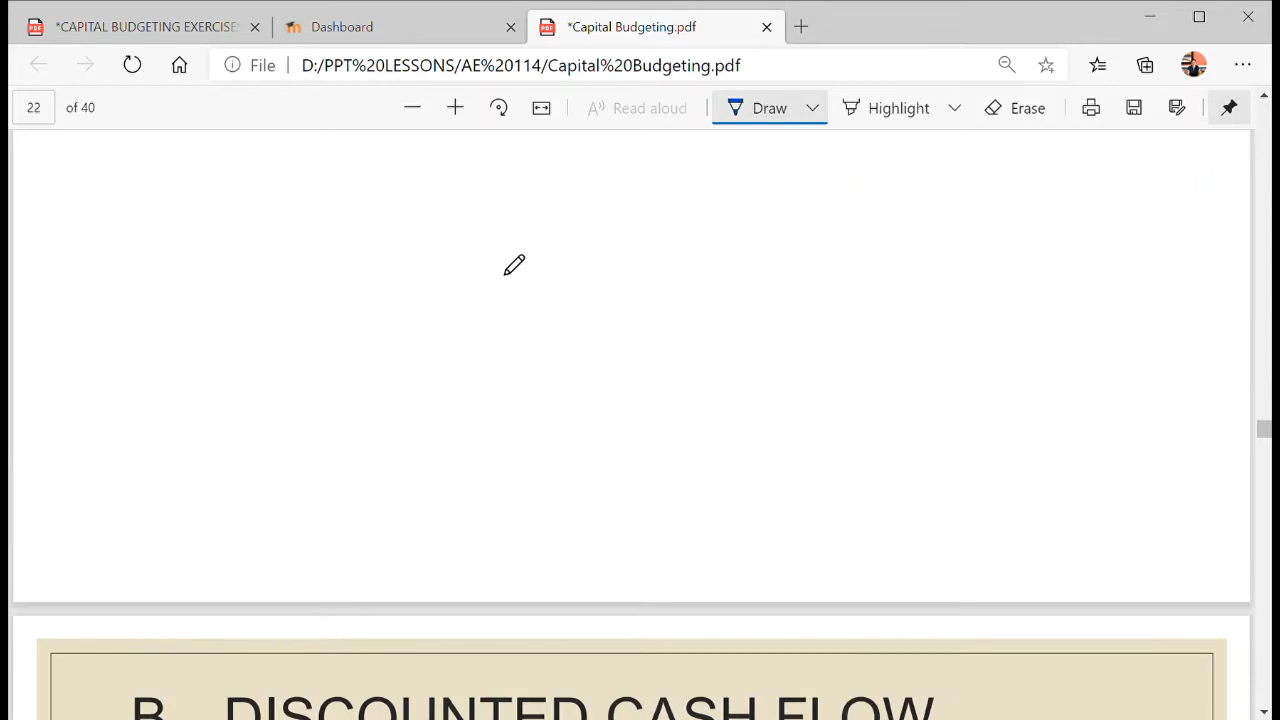 *CAPITAL BUDGETING EXERCISE
Dashboard
*Capital Budgeting.pdf
File
D:/PPT%20LESSONS/AE%20114/Capital%20Budgeting.pdf
22 of 40
Read aloud
Draw
Highlight
Erase
B. DISCOUNTED CASH FLOW